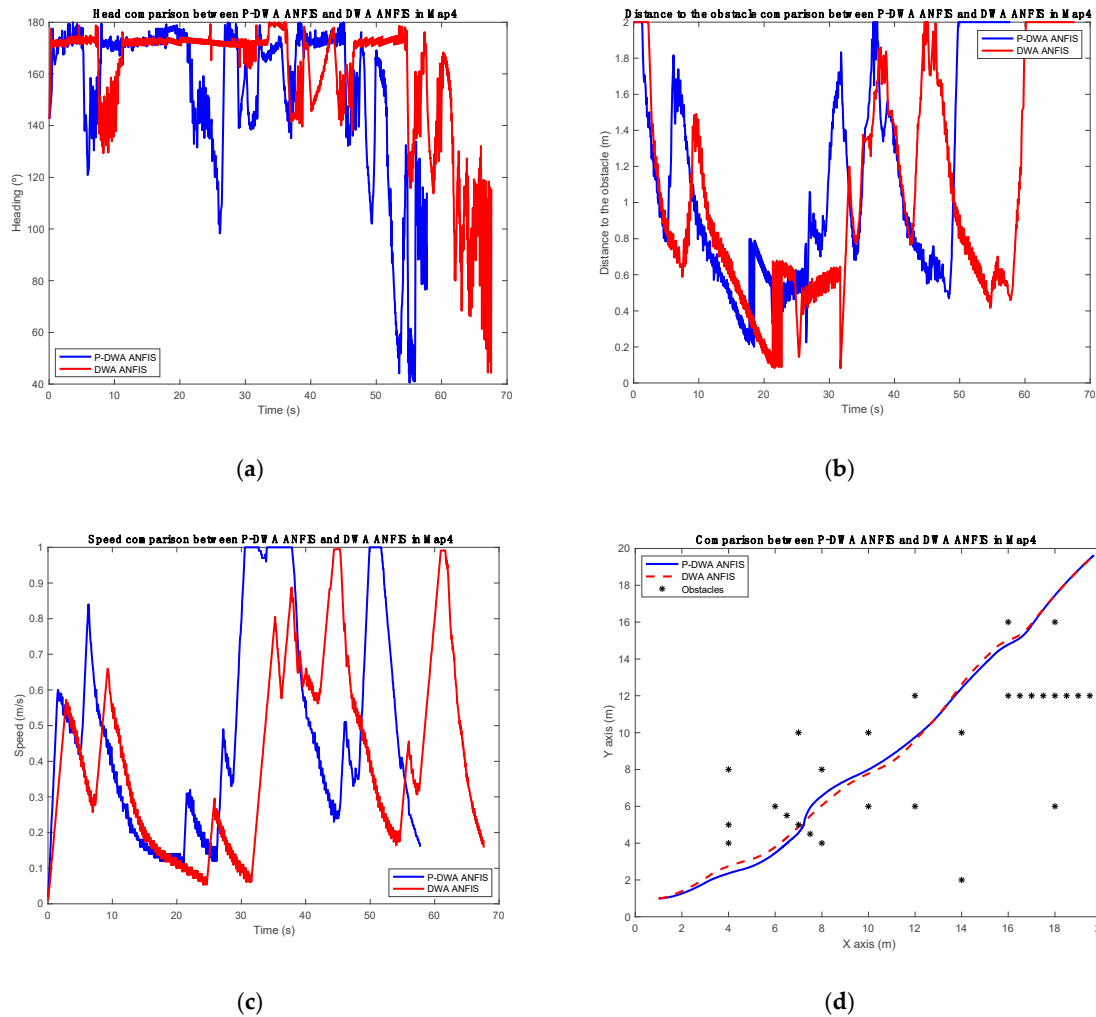 Head comparison between P-DWA ANFIS and DWA ANFIS in Map4
180
160
140
120
100
80
60
40
Heading (º)
P-DWA ANFIS
DWA ANFIS
0 10 20 30 40 50 60 70
Time (s)
(a)
Distance to the obstacle comparison between P-DWA ANFIS and DWA ANFIS in Map4
2
1.8
1.6
1.4
1.2
1
0.8
0.6
0.4
0.2
0
Distance to the obstacle (m)
P-DWA ANFIS
DWA ANFIS
0 10 20 30 40 50 60 70
Time (s)
(b)
Speed comparison between P-DWA ANFIS and DWA ANFIS in Map4
1
0.9
0.8
0.7
0.6
0.5
0.4
0.3
0.2
0.1
0
Speed (m/s)
P-DWA ANFIS
DWA ANFIS
0 10 20 30 40 50 60 70
Time (s)
(c)
Comparison between P-DWA ANFIS and DWA ANFIS in Map4
20
18
16
14
12
10
8
6
4
2
0
Y axis (m)
P-DWA ANFIS
DWA ANFIS
Obstacles
0 2 4 6 8 10 12 14 16 18
X axis (m)
(d)